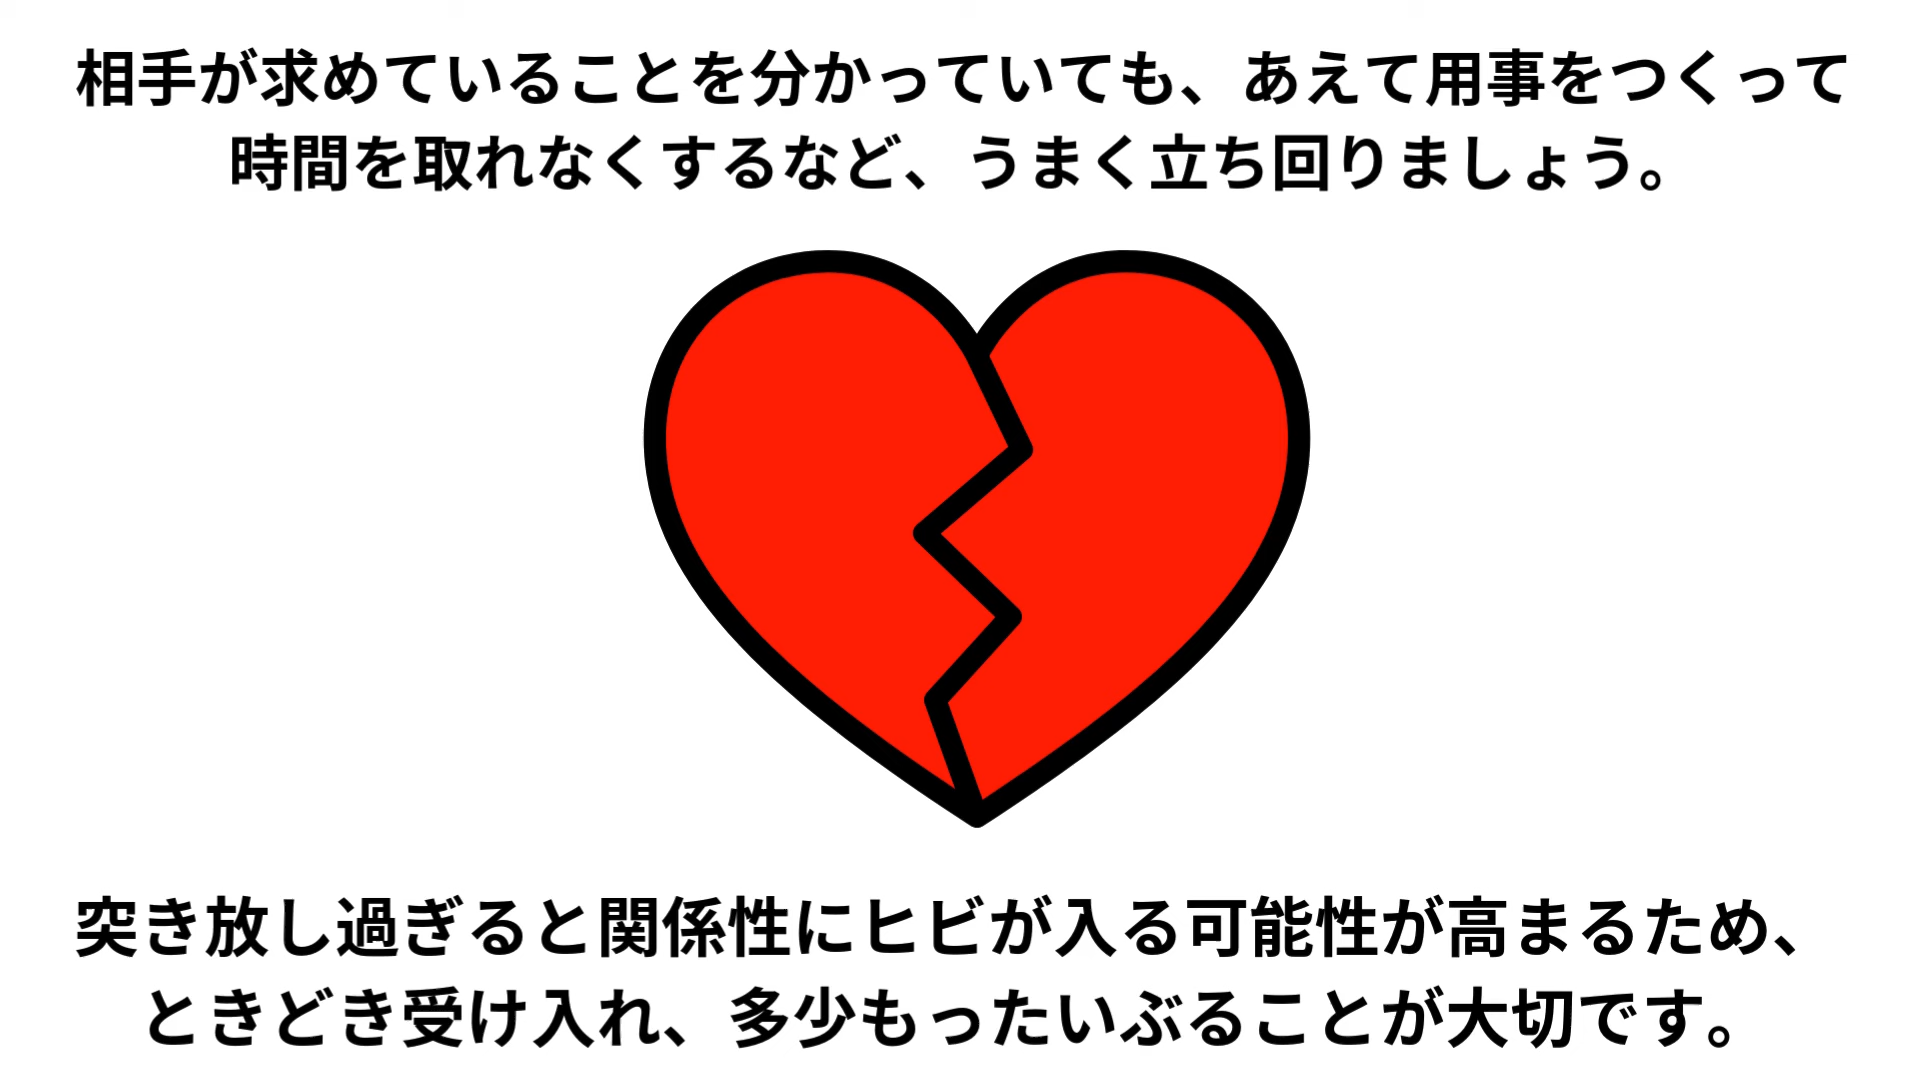 相手が求めていることを分かっていても、あえて用事をつくって
時間を取れなくするなど、うまく立ち回りましょう。
突き放し過ぎると関係性にヒビが入る可能性が高まるため、
ときどき受け入れ、多少もったいぶることが大切です。